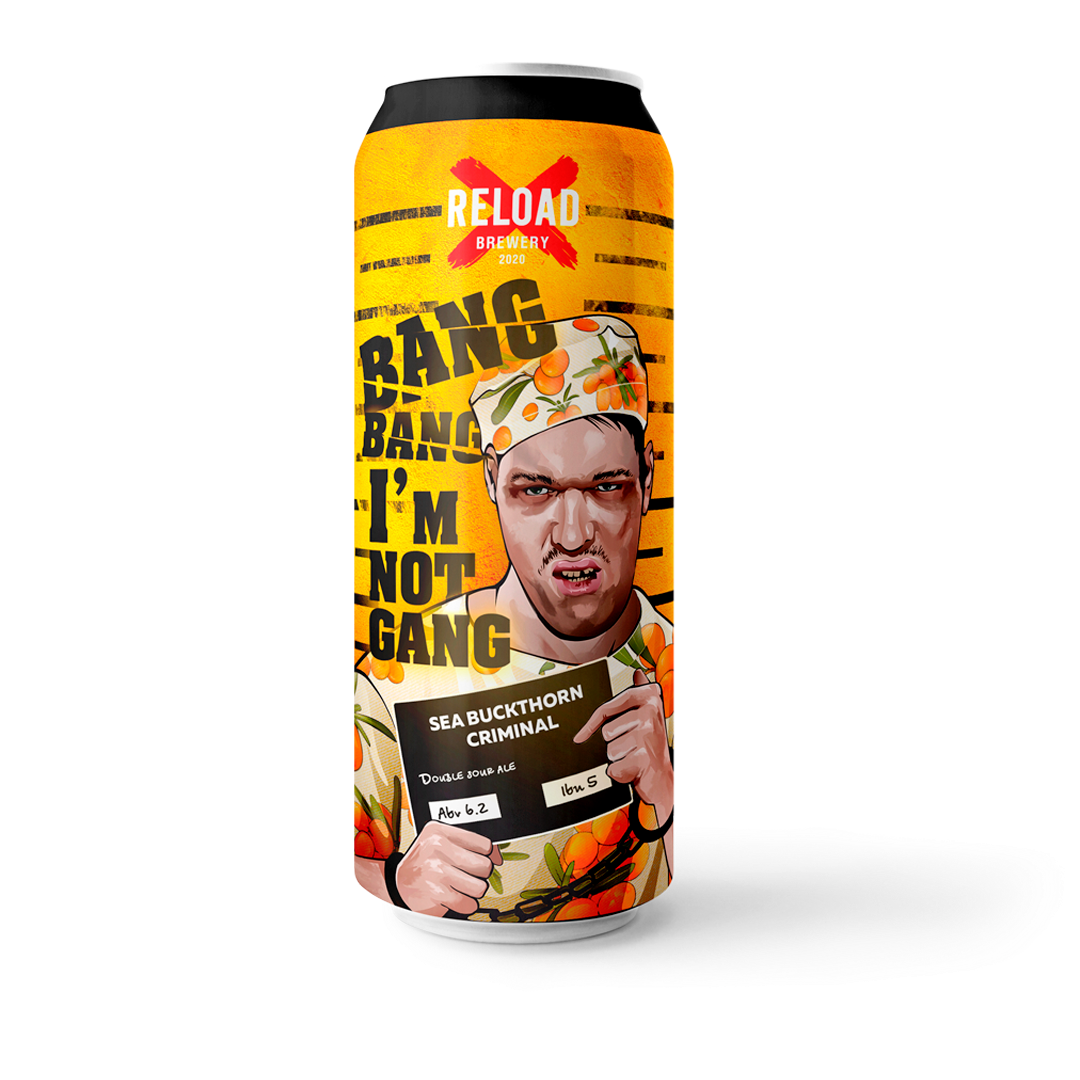 RELOAD
BREWERY
2020
BANG
BANG
I'M
NOT
GANG
SEA BUCKTHORN
CRIMINAL
DOUBLE SOUR ALE
Abv 6.2
Ibu 5